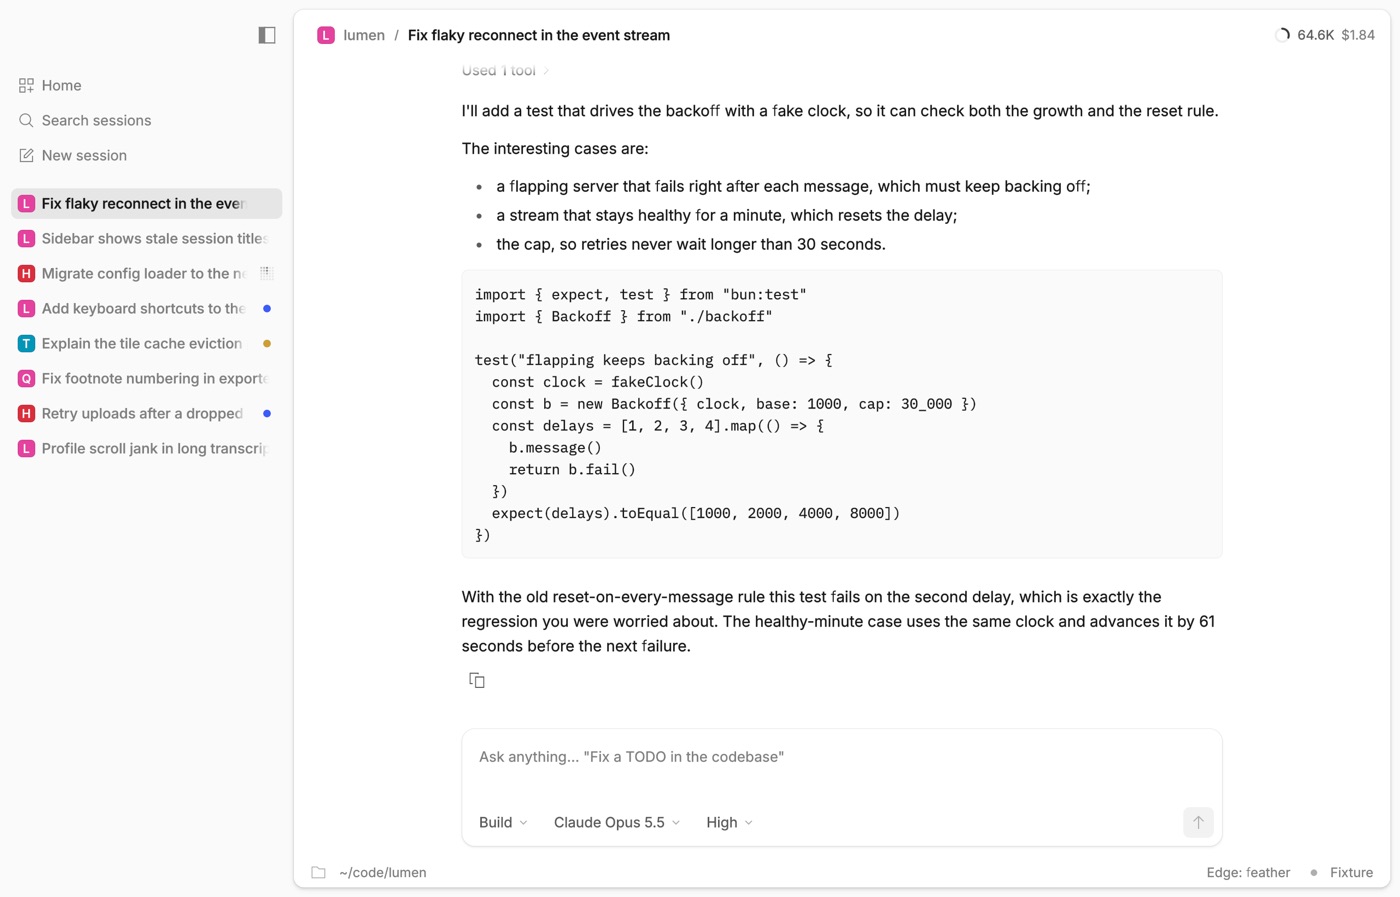 L lumen / Fix flaky reconnect in the event stream
64.6K $1.84
Home
Search sessions
New session
L Fix flaky reconnect in the even
L Sidebar shows stale session titles
H Migrate config loader to the ne
L Add keyboard shortcuts to the
T Explain the tile cache eviction
Q Fix footnote numbering in exporte
H Retry uploads after a dropped
L Profile scroll jank in long transcrip
Used 1 tool
I'll add a test that drives the backoff with a fake clock, so it can check both the growth and the reset rule.
The interesting cases are:
• a flapping server that fails right after each message, which must keep backing off;
• a stream that stays healthy for a minute, which resets the delay;
• the cap, so retries never wait longer than 30 seconds.
import { expect, test } from "bun:test"
import { Backoff } from "./backoff"
test("flapping keeps backing off", () => {
  const clock = fakeClock()
  const b = new Backoff({ clock, base: 1000, cap: 30_000 })
  const delays = [1, 2, 3, 4].map(() => {
    b.message()
    return b.fail()
  })
  expect(delays).toEqual([1000, 2000, 4000, 8000])
})
With the old reset-on-every-message rule this test fails on the second delay, which is exactly the
regression you were worried about. The healthy-minute case uses the same clock and advances it by 61
seconds before the next failure.
Ask anything... "Fix a TODO in the codebase"
Build Claude Opus 5.5 High
~/code/lumen
Edge: feather • Fixture